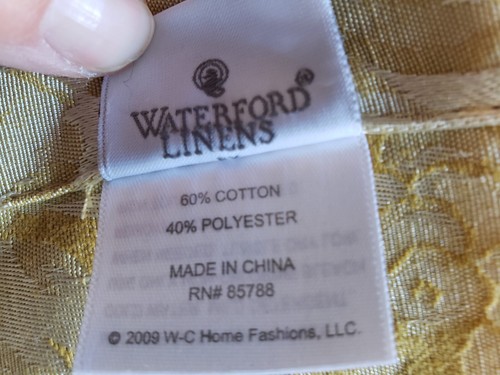 WATERFORD®
LINENS
60% COTTON
40% POLYESTER
MADE IN CHINA
RN# 85788
© 2009 W-C Home Fashions, LLC.